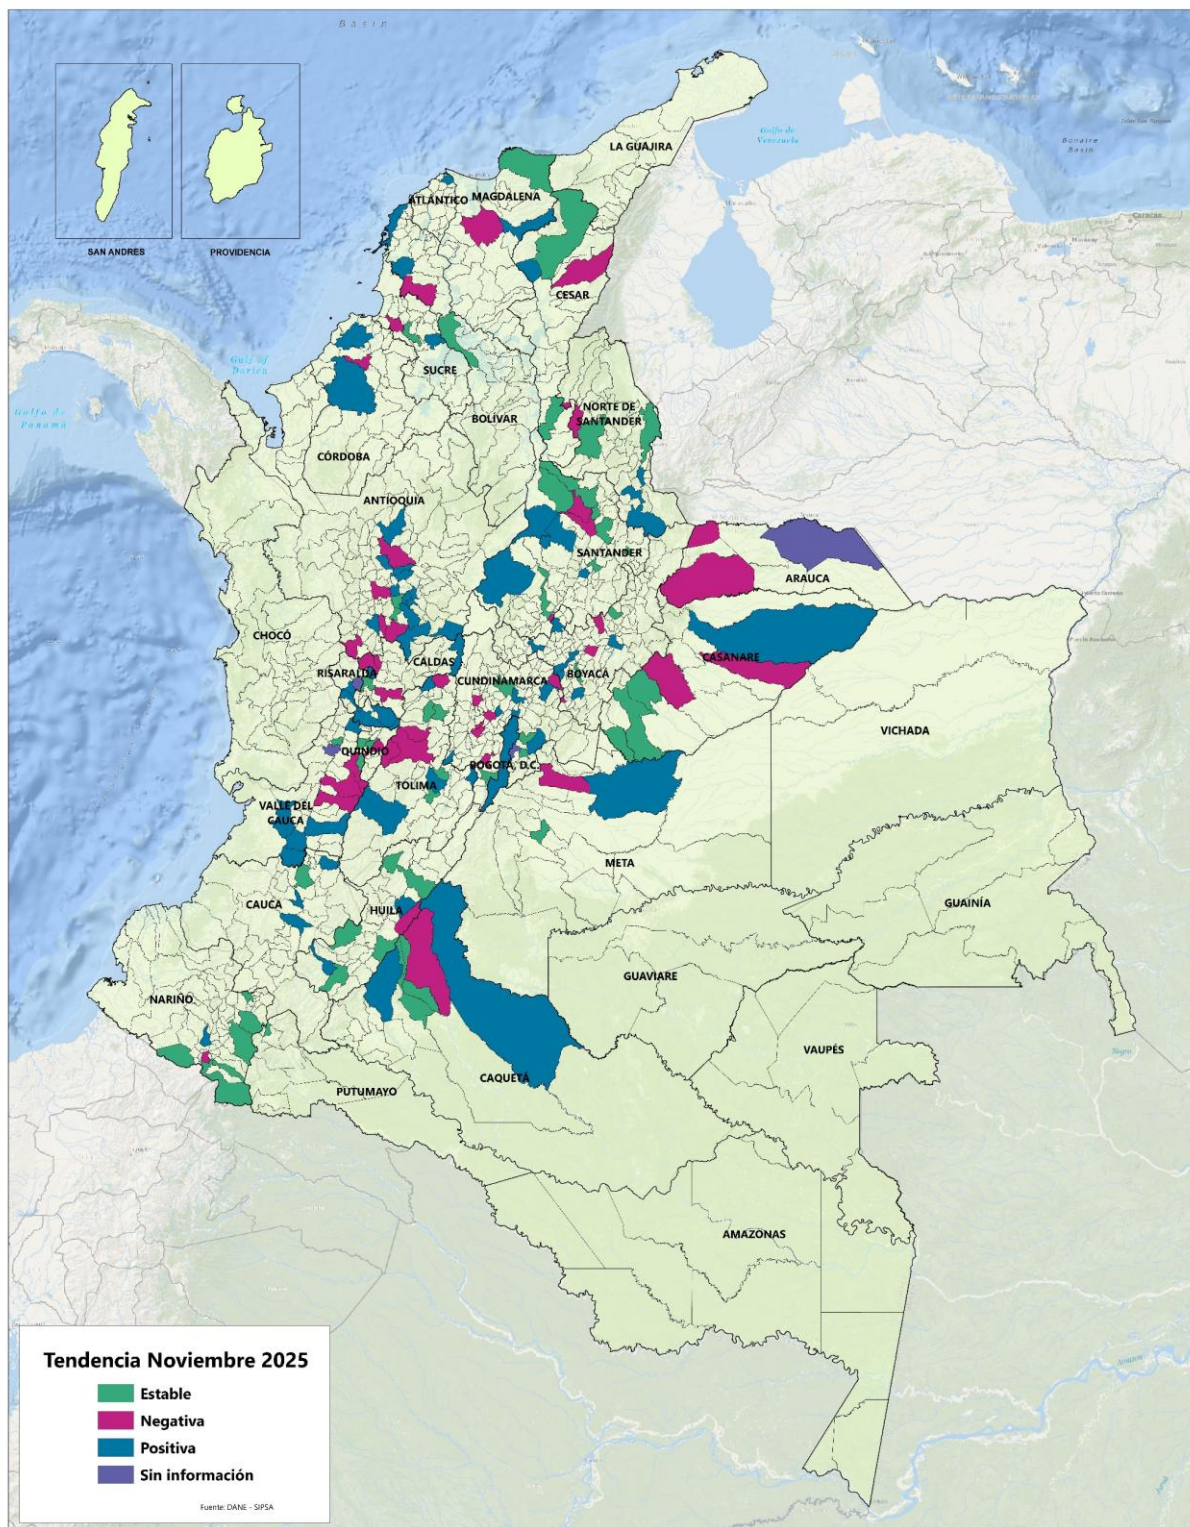 Basin
Golfo de
Venezuela
Bonaire
Basin
Caracas
LA GUAJIRA
ATLÁNTICO
MAGDALENA
SAN ANDRES
PROVIDENCIA
CESAR
Gulf of
Darien
SUCRE
Golfo de
Panamá
BOLÍVAR
NORTE DE
SANTANDER
CÓRDOBA
ANTIOQUIA
SANTANDER
ARAUCA
CHOCÓ
CASANARE
CALDAS
RISARALDA
CUNDINAMARCA
BOYACÁ
VICHADA
QUINDIO
BOGOTÁ, D.C.
TOLIMA
VALLE DEL
CAUCA
META
CAUCA
HUILA
GUAINÍA
GUAVIARE
NARIÑO
VAUPÉS
CAQUETÁ
PUTUMAYO
AMAZONAS
Tendencia Noviembre 2025
Estable
Negativa
Positiva
Sin información
Fuente: DANE - SIPSA